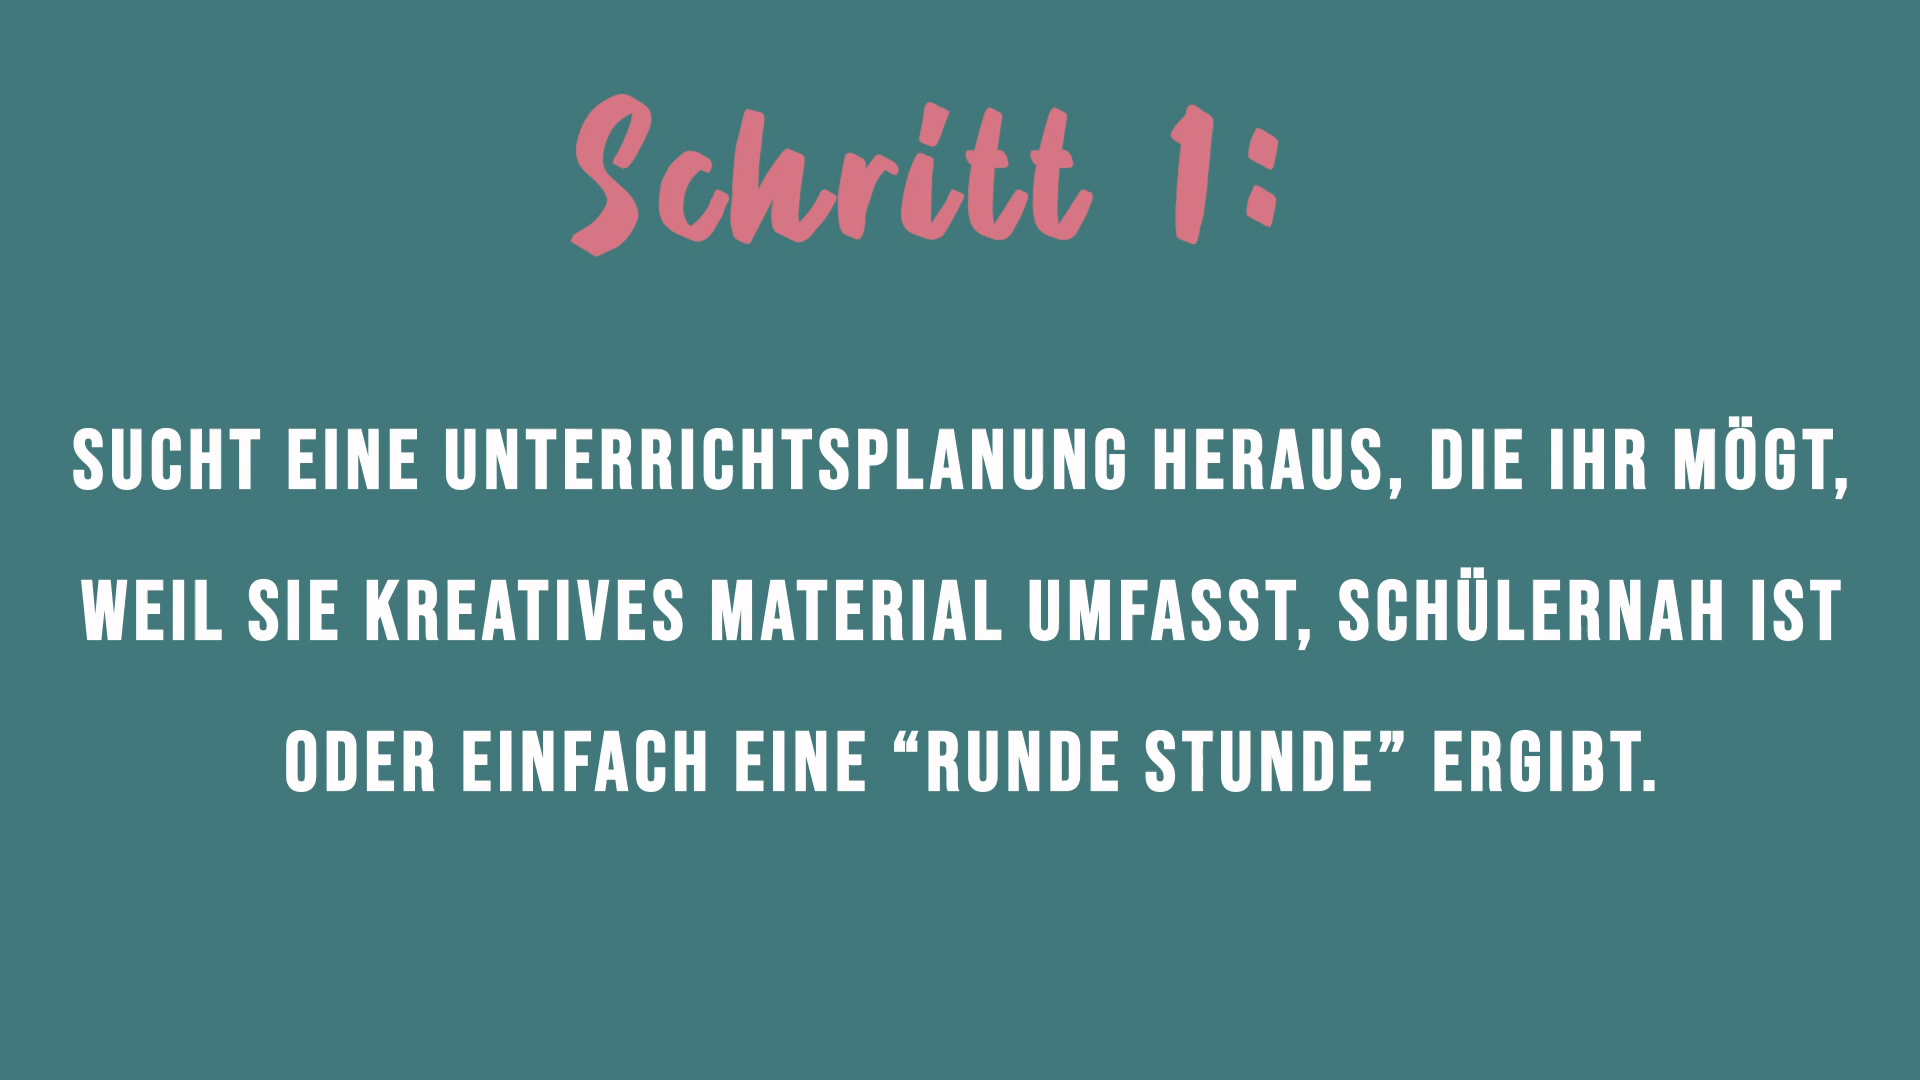 Schritt 1:
SUCHT EINE UNTERRICHTSPLANUNG HERAUS, DIE IHR MÖGT,
WEIL SIE KREATIVES MATERIAL UMFASST, SCHÜLERNAH IST
ODER EINFACH EINE “RUNDE STUNDE” ERGIBT.